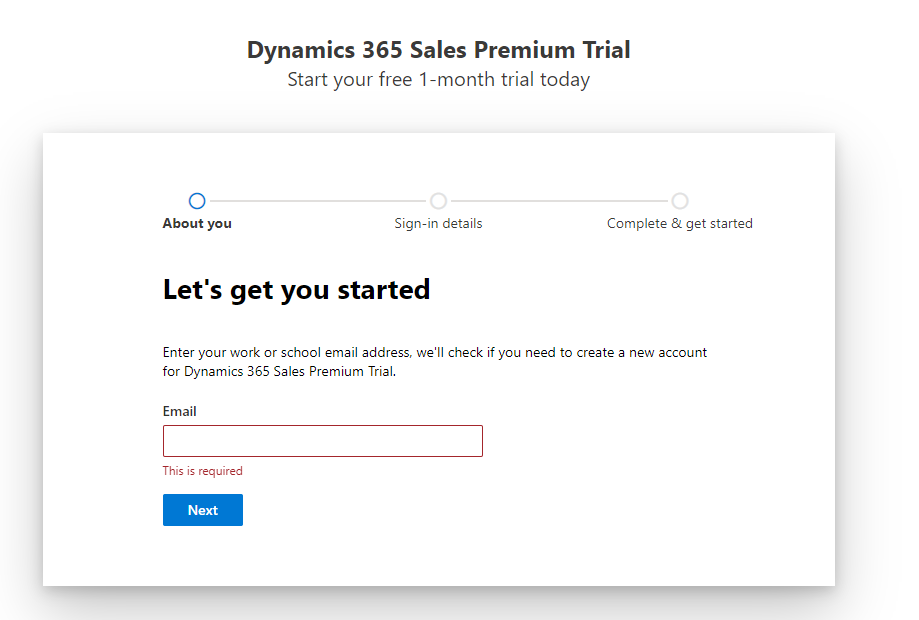 Dynamics 365 Sales Premium Trial
Start your free 1-month trial today
About you
Sign-in details
Complete & get started
Let's get you started
Enter your work or school email address, we'll check if you need to create a new account
for Dynamics 365 Sales Premium Trial.
Email
This is required
Next